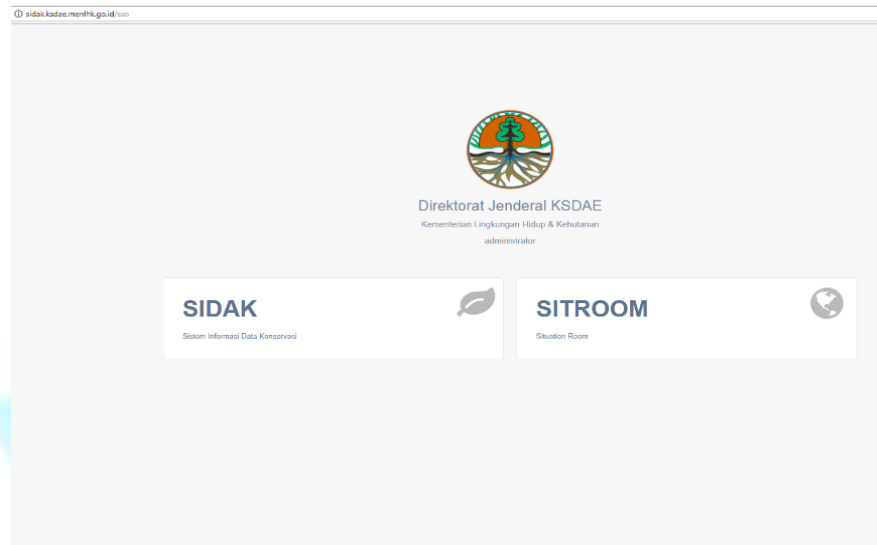 sidak.ksdae.menlhk.go.id/sso
Direktorat Jenderal KSDAE
Kementerian Lingkungan Hidup & Kehutanan
administrator
SIDAK
Sistem Informasi Data Konservasi
SITROOM
Situation Room